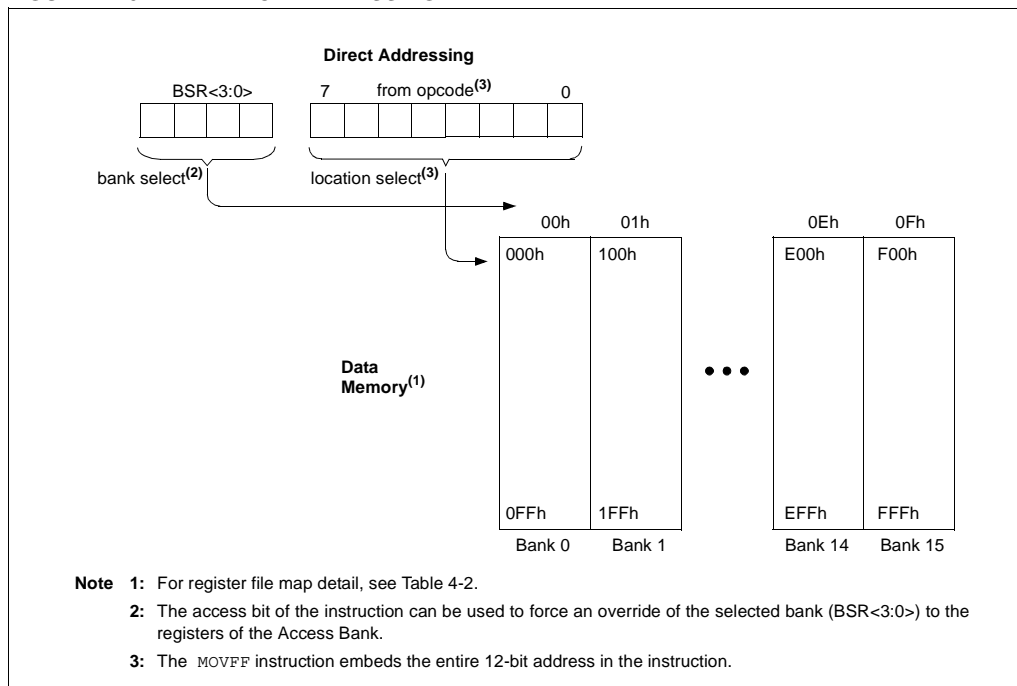 Direct Addressing
BSR<3:0>
7 from opcode(3) 0
bank select(2)
location select(3)
00h 01h 0Eh 0Fh
000h 100h E00h F00h
Data
Memory(1)
0FFh 1FFh EFFh FFFh
Bank 0 Bank 1 Bank 14 Bank 15
Note 1: For register file map detail, see Table 4-2.
2: The access bit of the instruction can be used to force an override of the selected bank (BSR<3:0>) to the
registers of the Access Bank.
3: The MOVFF instruction embeds the entire 12-bit address in the instruction.